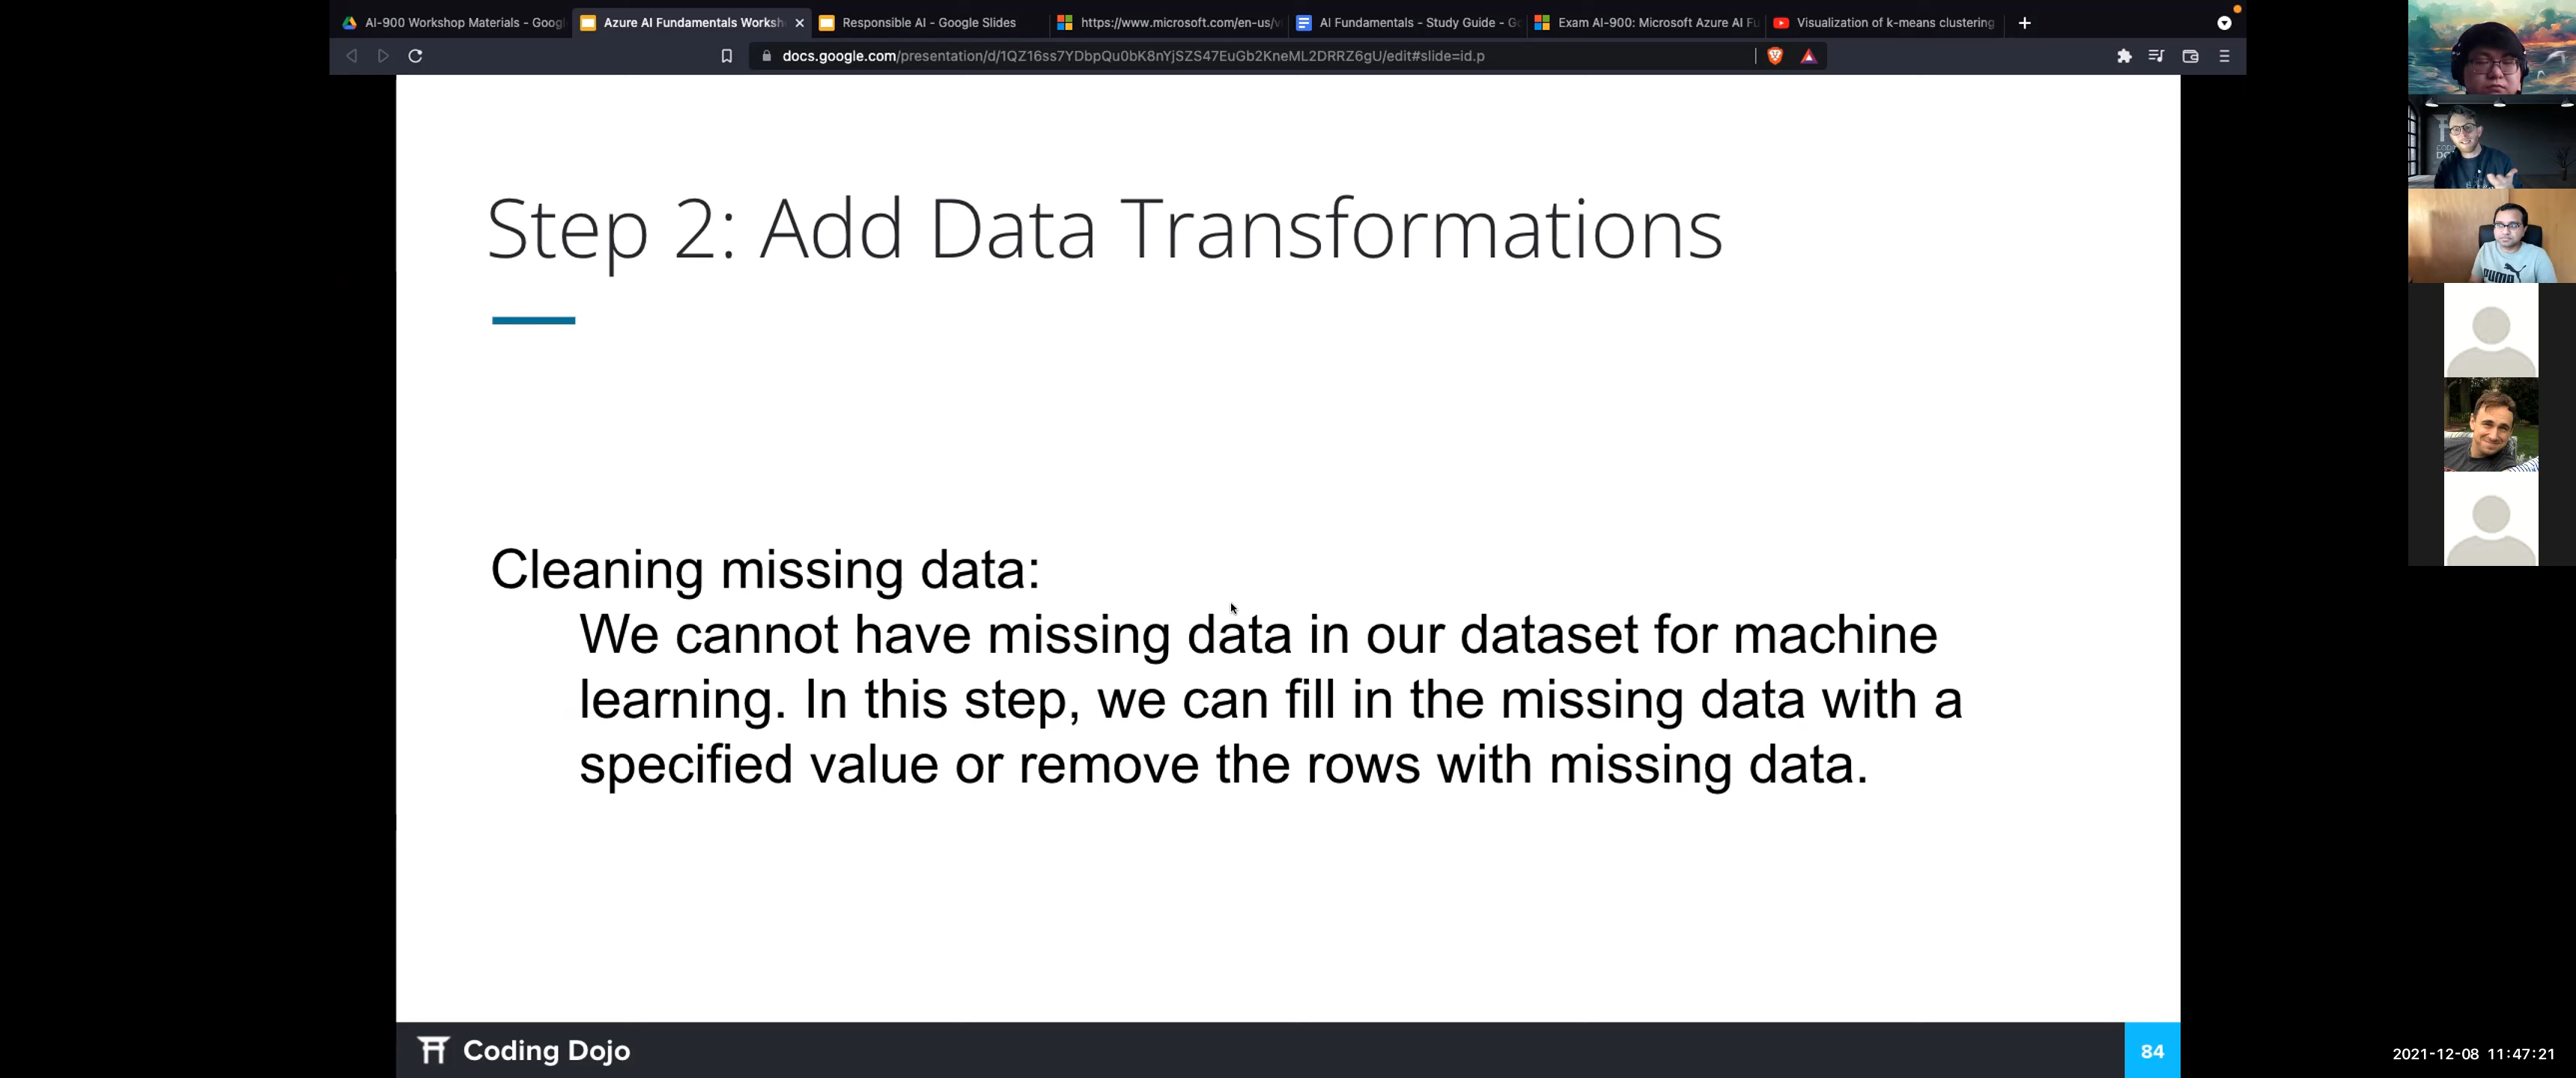 AI-900 Workshop Materials - Googl
Azure AI Fundamentals Worksh
Responsible AI - Google Slides
https://www.microsoft.com/en-us/vi
AI Fundamentals - Study Guide - Go
Exam AI-900: Microsoft Azure AI Fu
Visualization of k-means clustering
docs.google.com/presentation/d/1QZ16ss7YDbpQu0bK8nYjSZS47EuGb2KneML2DRRZ6gU/edit#slide=id.p
Step 2: Add Data Transformations
Cleaning missing data:
We cannot have missing data in our dataset for machine
learning. In this step, we can fill in the missing data with a
specified value or remove the rows with missing data.
Coding Dojo
84
PUMA
2021-12-08 11:47:21